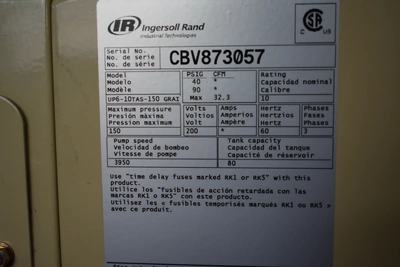 IR Ingersoll Rand
Industrial Technologies
CSA
C US
Serial No.
No. de serie CBV873057
No. de série
Model PSIG CFM Rating
Modelo 40 * Capacidad nominal
Modéle 90 * Calibre
UP6-10TAS-150 GRAI Max 32.3 10
Maximum pressure Volts Amps Hertz Phases
Presión máxima Voltios Amperios Hertzios Fases
Pression maximum Volts Ampère Hertz Phases
150 200 * 60 3
Pump speed Tank capacity
Velocidad de bombeo Capacidad del tanque
Vitesse de pompe Capacité de réservoir
3950 80
Use "time delay fuses marked RK1 or RK5" with this
product.
Utilice los "fusibles de acción retardada con las
marcas RK1 o RK5" con este producto.
Utilisez les « fusibles temporisés marqués RK1 ou RK5 »
avec ce produit.